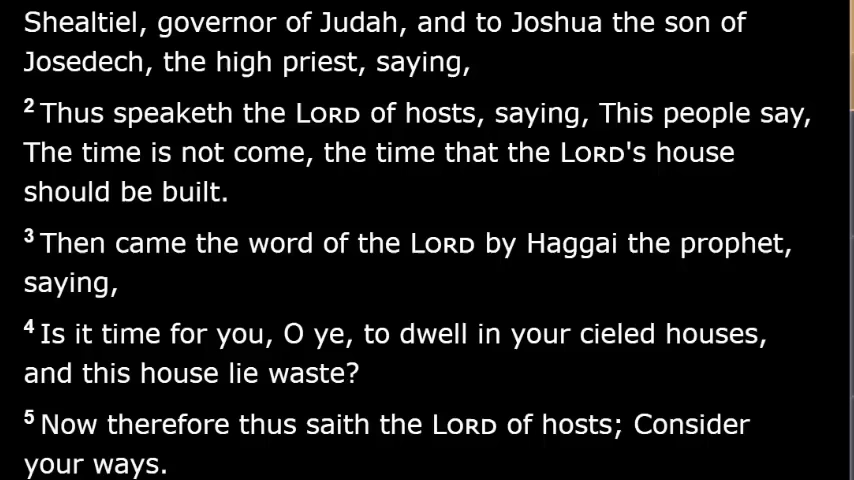 Shealtiel, governor of Judah, and to Joshua the son of
Josedech, the high priest, saying,
2 Thus speaketh the LORD of hosts, saying, This people say,
The time is not come, the time that the LORD's house
should be built.
3 Then came the word of the LORD by Haggai the prophet,
saying,
4 Is it time for you, O ye, to dwell in your cieled houses,
and this house lie waste?
5 Now therefore thus saith the LORD of hosts; Consider
your ways.